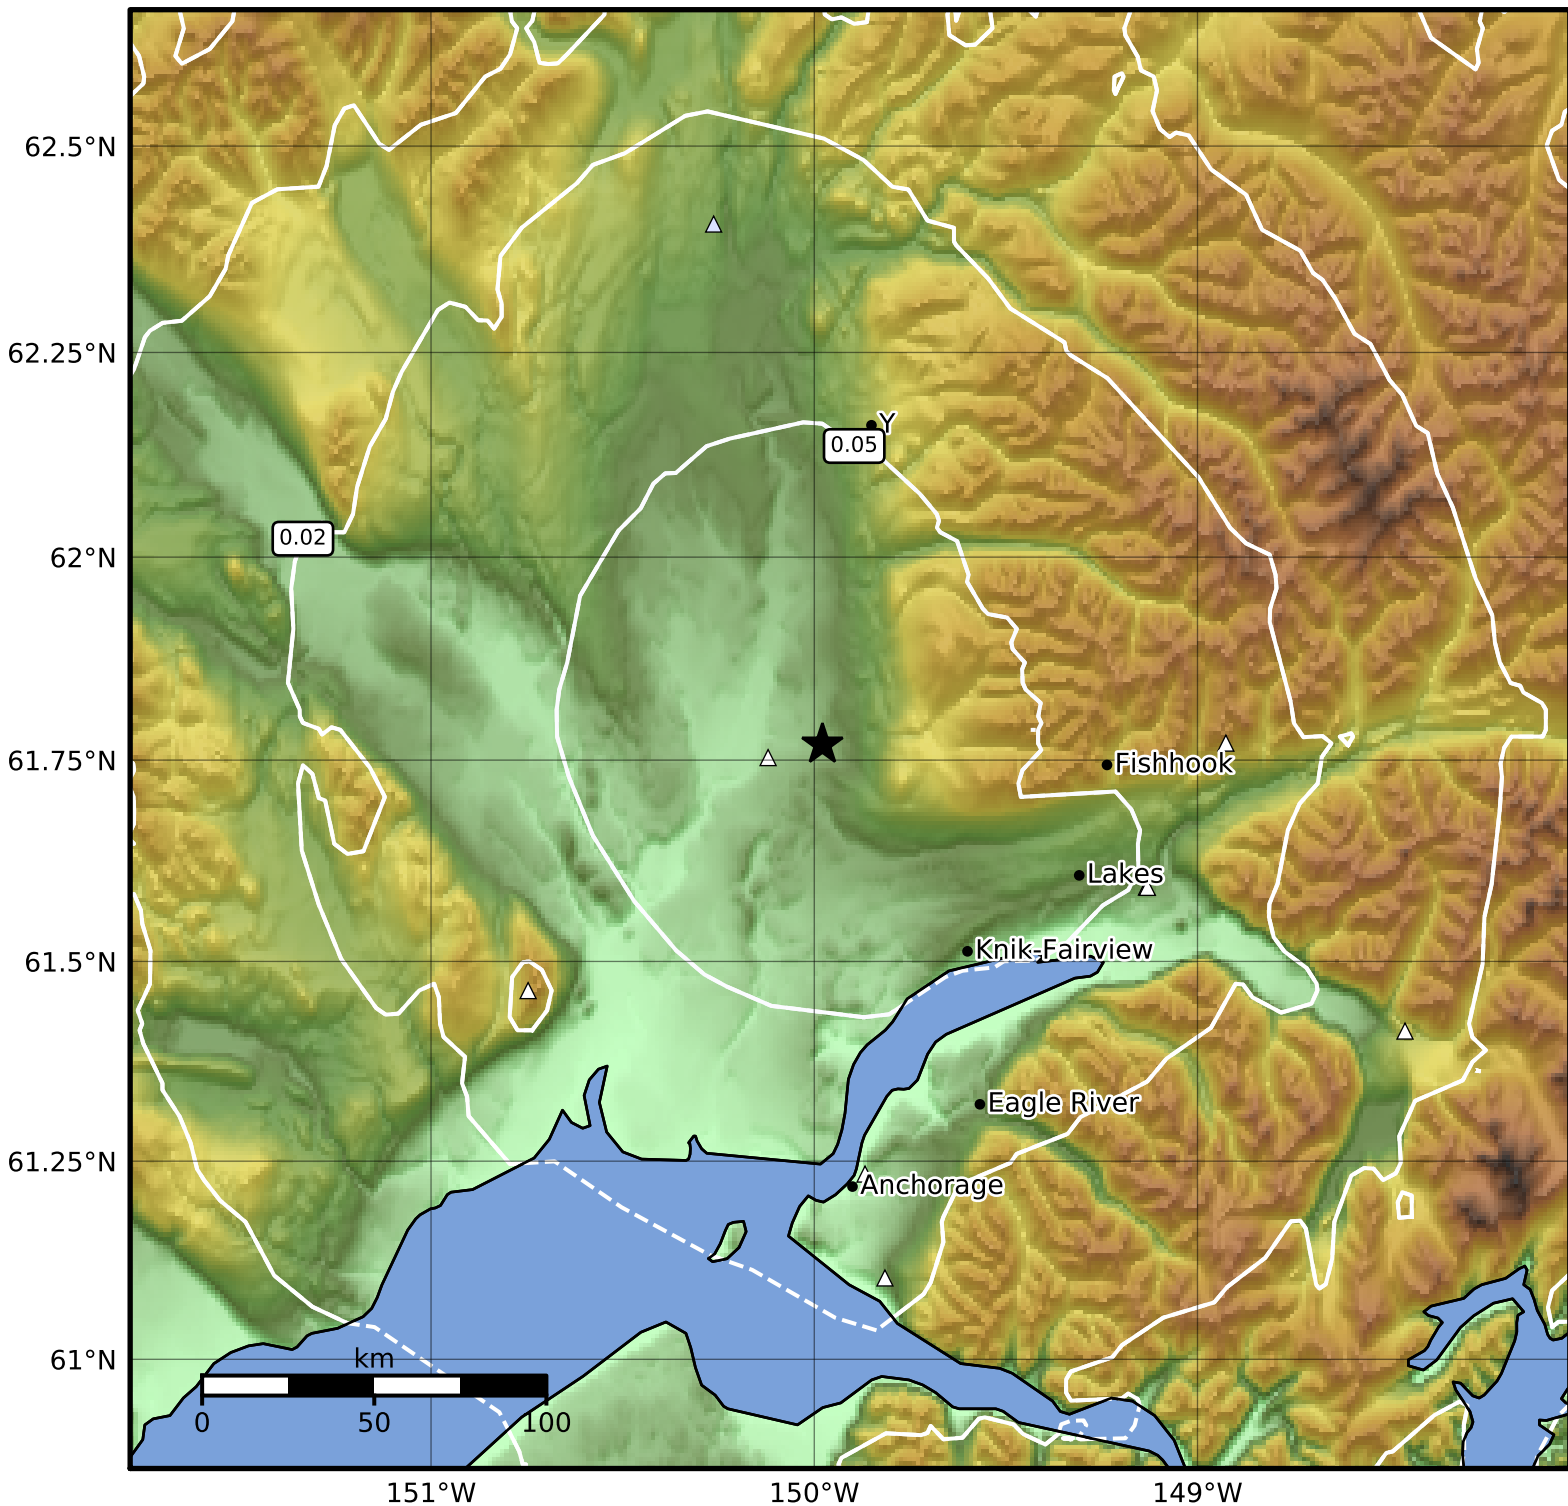 62.5°N
62.25°N
62°N
61.75°N
61.5°N
61.25°N
61°N
Y
0.05
0.02
Fishhook
Lakes
Knik-Fairview
Eagle River
Anchorage
km
0 50 100
151°W 150°W 149°W